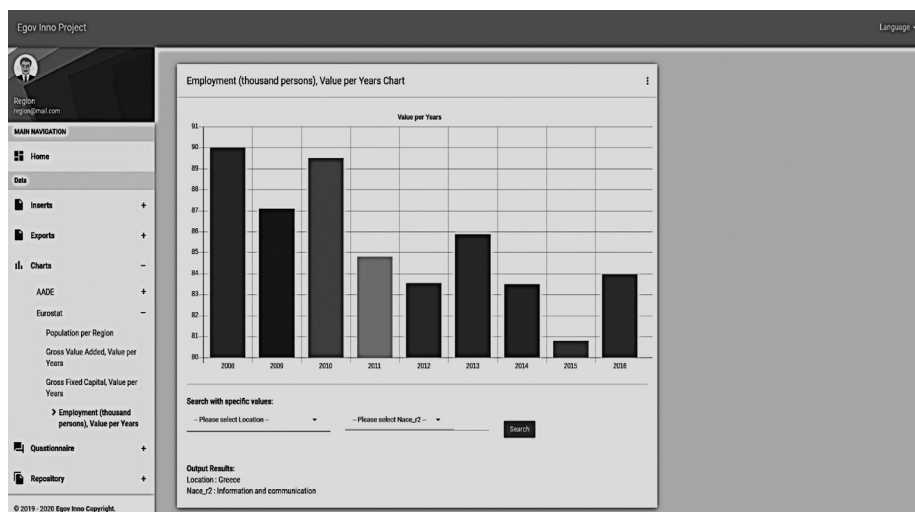 Egov Inno Project
Language
Region
region@mail.com
MAIN NAVIGATION
Home
Data
Inserts +
Exports +
Charts –
AADE +
Eurostat –
Population per Region
Gross Value Added, Value per
Years
Gross Fixed Capital, Value per
Years
> Employment (thousand
persons), Value per Years
Questionnaire +
Repository +
© 2019 - 2020 Egov Inno Copyright.
Employment (thousand persons), Value per Years Chart
Value per Years
91
90
89
88
87
86
85
84
83
82
81
80
2008 2009 2010 2011 2012 2013 2014 2015 2016
Search with specific values:
-- Please select Location --
-- Please select Nace_r2 --
Search
Output Results:
Location : Greece
Nace_r2 : Information and communication